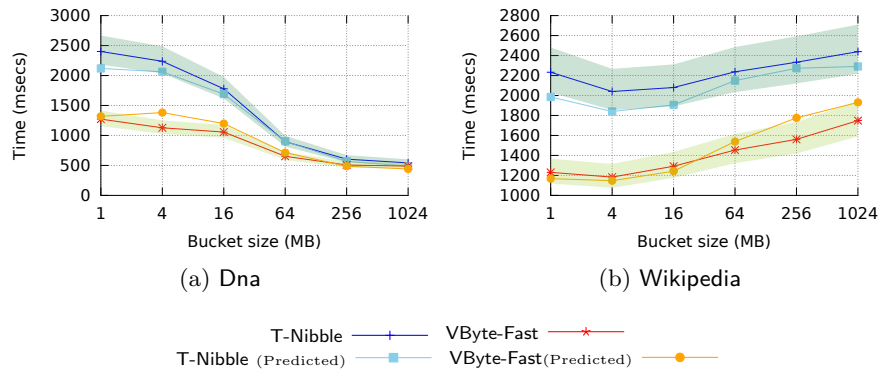 3000
2500
2000
1500
1000
500
0
Time (msecs)
1 4 16 64 256 1024
Bucket size (MB)
(a) Dna
2800
2600
2400
2200
2000
1800
1600
1400
1200
1000
Time (msecs)
1 4 16 64 256 1024
Bucket size (MB)
(b) Wikipedia
T-Nibble VByte-Fast
T-Nibble (Predicted) VByte-Fast(Predicted)